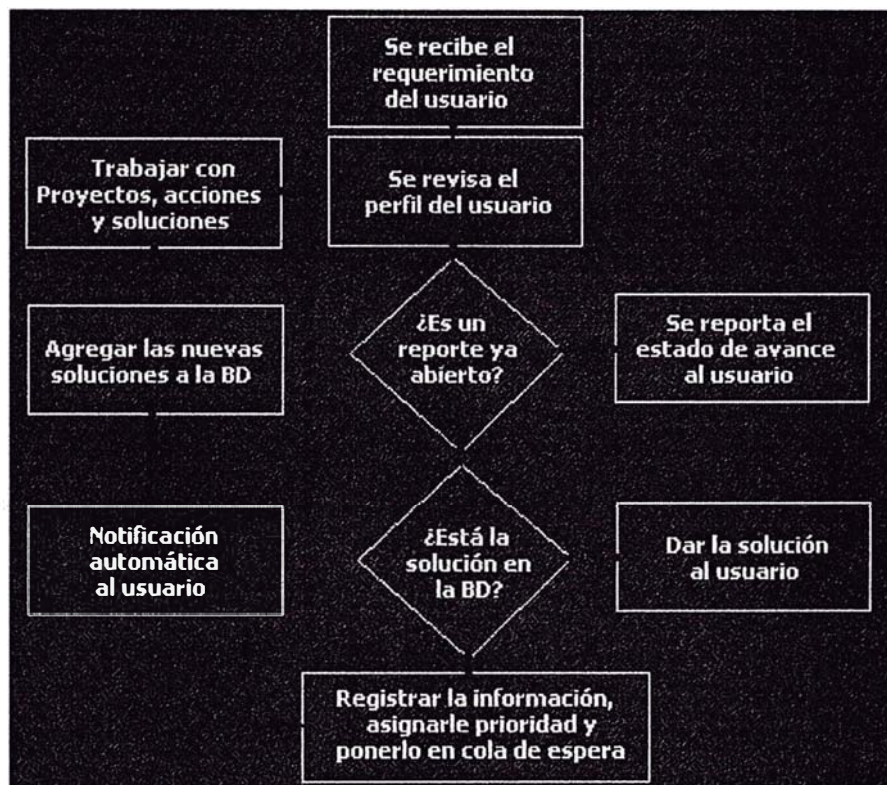 Se recibe el
requerimiento
del usuario
Trabajar con
Proyectos, acciones
y soluciones
Se revisa el
perfil del usuario
Agregar las nuevas
soluciones a la BD
¿Es un
reporte ya
abierto?
Se reporta el
estado de avance
al usuario
Notificación
automática
al usuario
¿Está la
solución en
la BD?
Dar la solución
al usuario
Registrar la información,
asignarle prioridad y
ponerlo en cola de espera